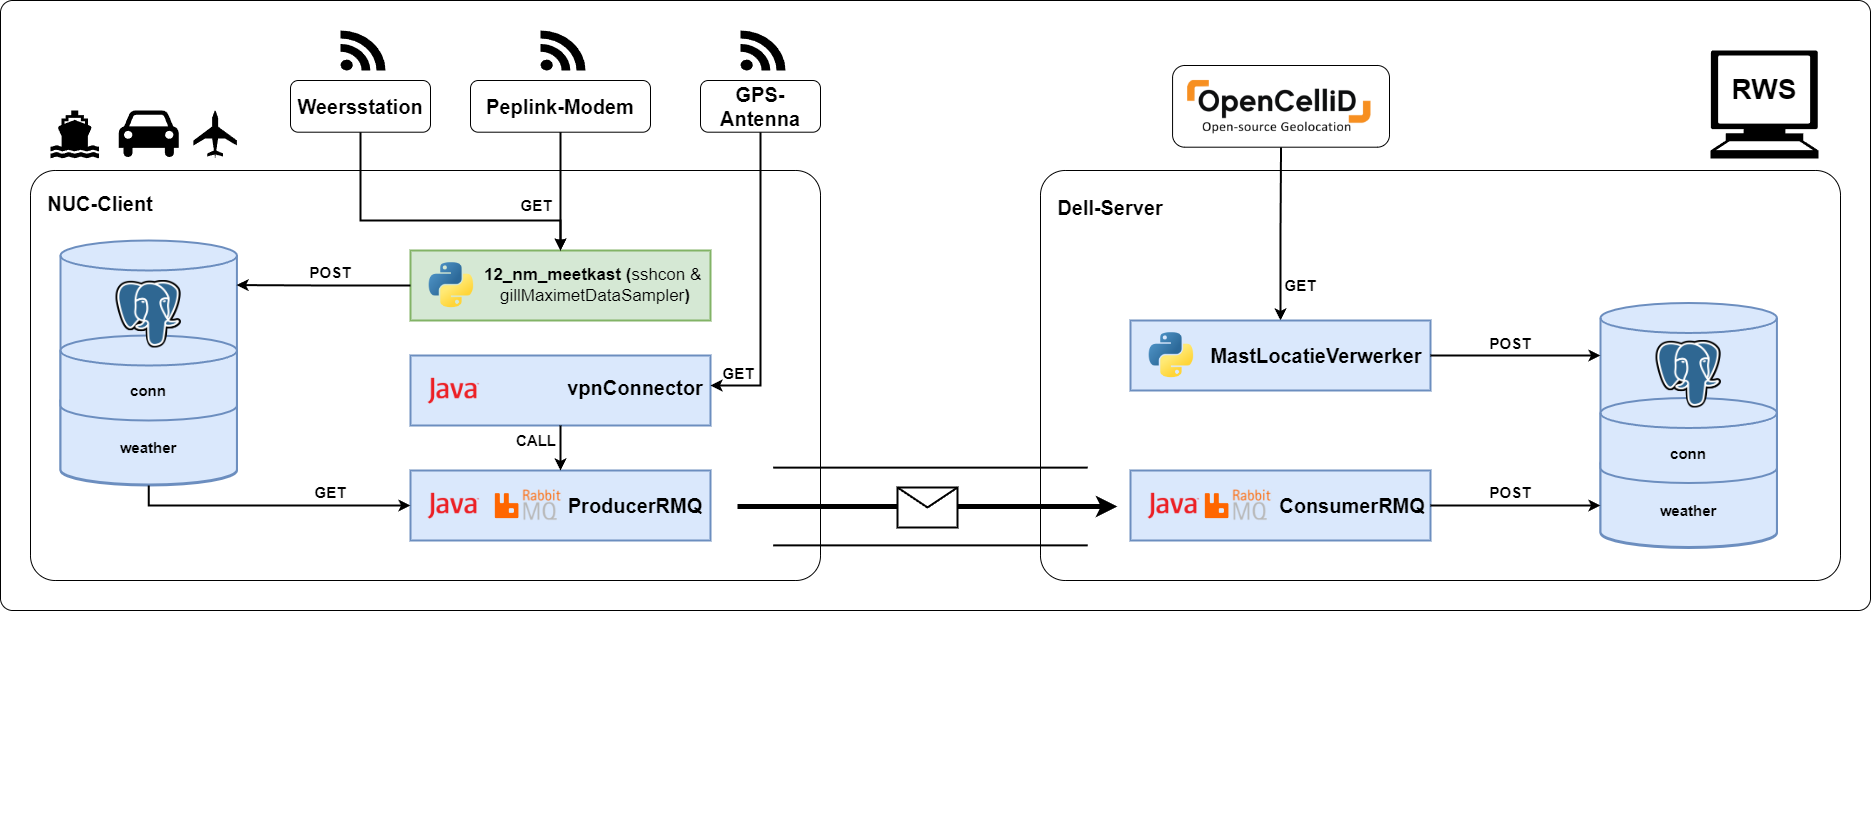 Weersstation
Peplink-Modem
GPS-
Antenna
OpenCelliD
Open-source Geolocation
RWS
NUC-Client
GET
Dell-Server
POST
12_nm_meetkast (sshcon &
gillMaximetDataSampler)
GET
conn
weather
Java
vpnConnector
GET
CALL
GET
Java
Rabbit
MQ
ProducerRMQ
MastLocatieVerwerker
POST
Java
Rabbit
MQ
ConsumerRMQ
POST
conn
weather